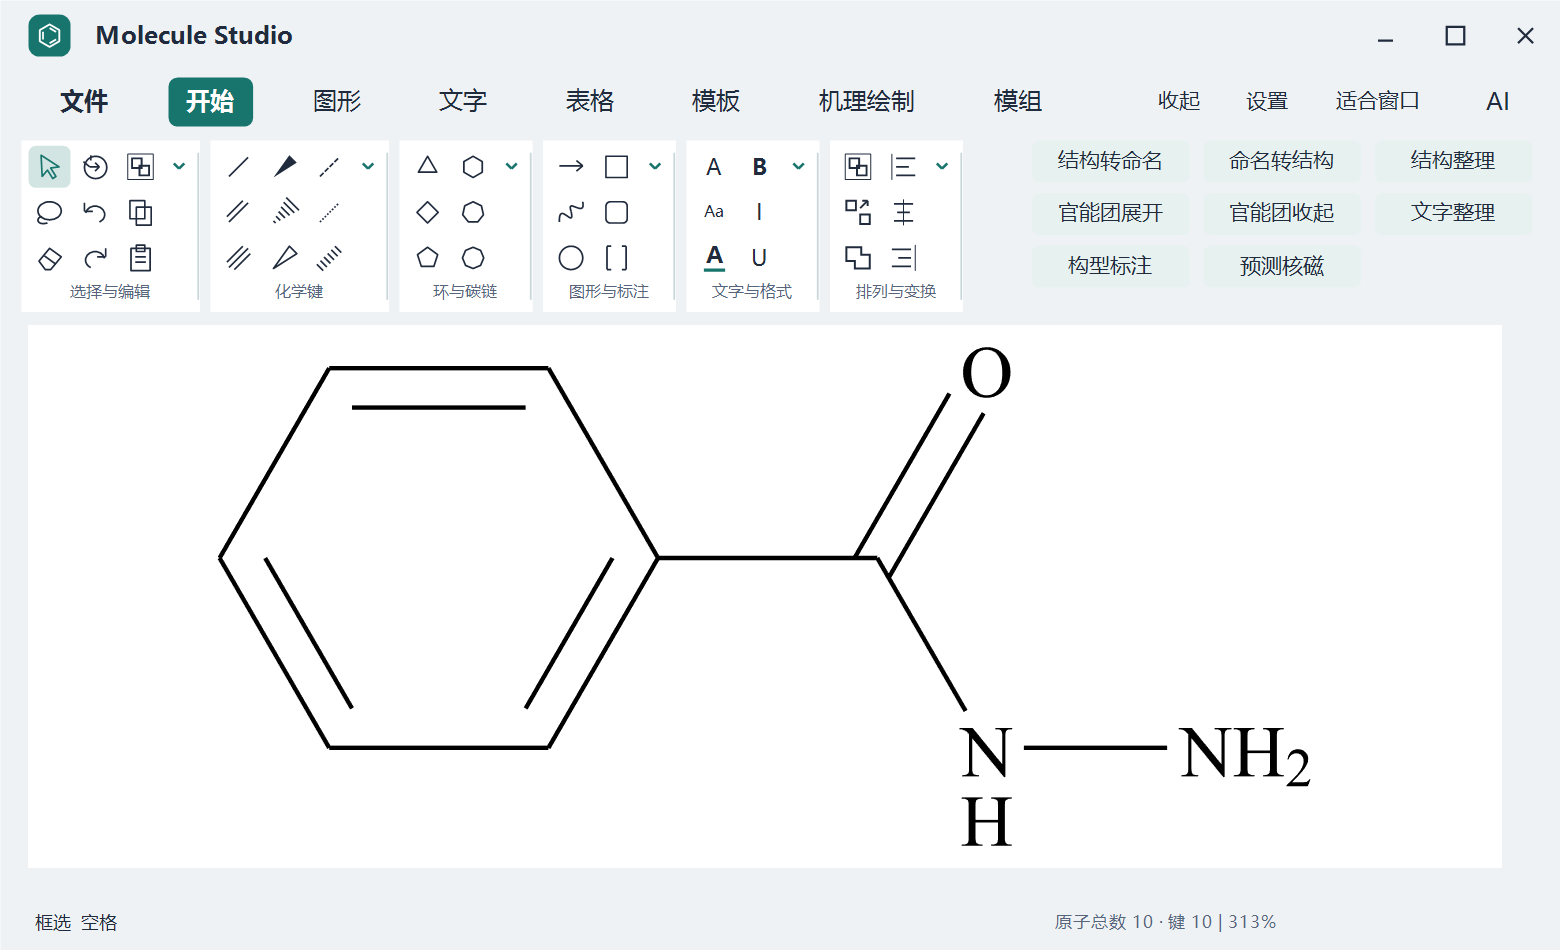 Molecule Studio
文件 开始 图形 文字 表格 模板 机理绘制 模组 收起 设置 适合窗口 AI
结构转命名 命名转结构 结构整理
官能团展开 官能团收起 文字整理
构型标注 预测核磁
A B
Aa I
A U
选择与编辑 化学键 环与碳链 图形与标注 文字与格式 排列与变换
O
N NH2
H
框选 空格 原子总数 10 · 键 10 | 313%